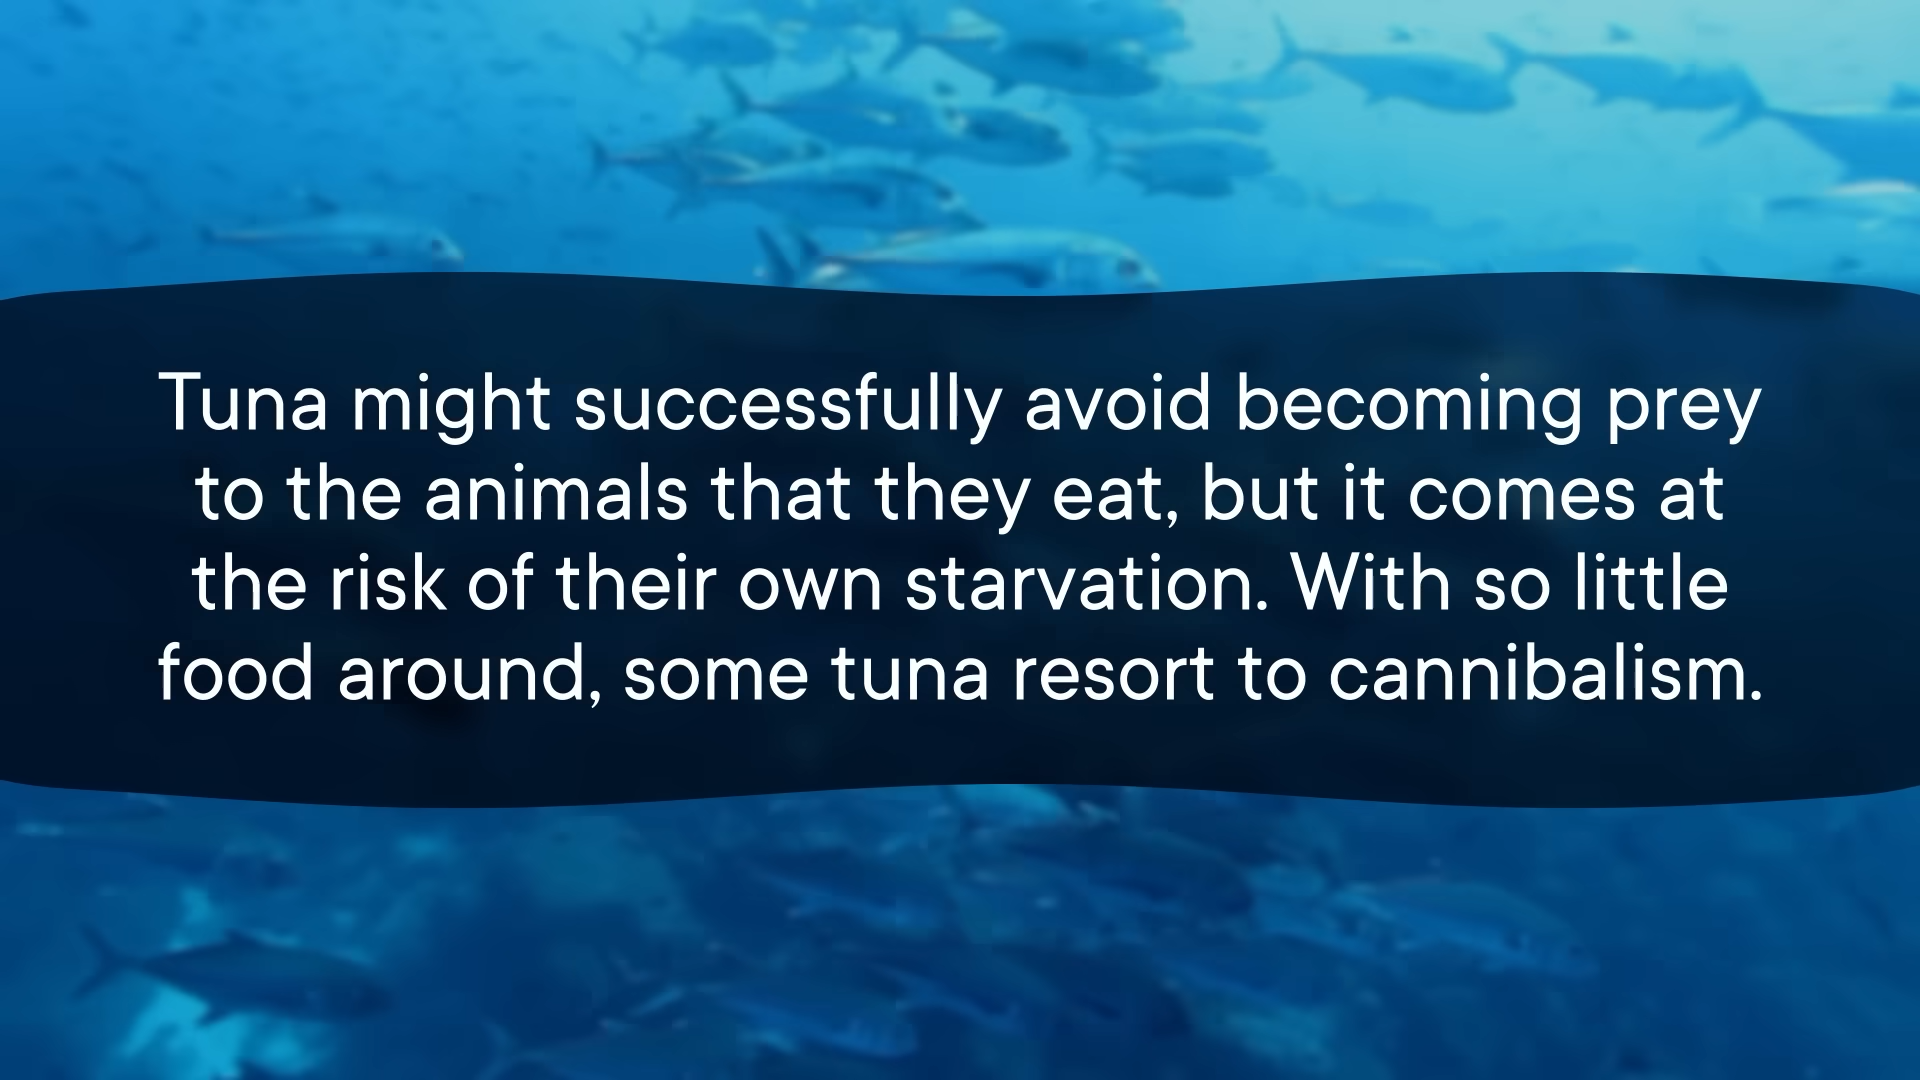 Tuna might successfully avoid becoming prey
to the animals that they eat, but it comes at
the risk of their own starvation. With so little
food around, some tuna resort to cannibalism.